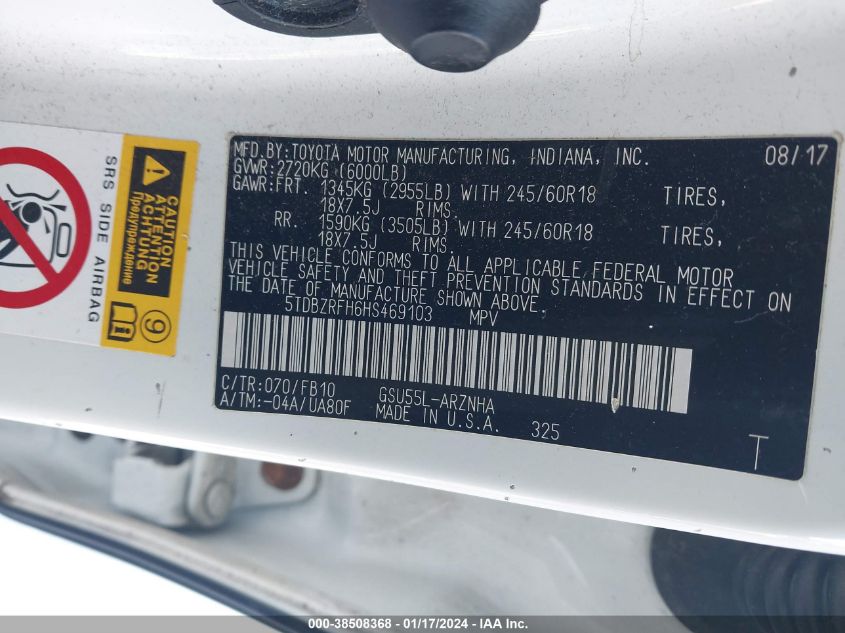 SRS SIDE AIRBAG
CAUTION
ATTENTION
ACHTUNG
Предупреждение
9
MFD.BY:TOYOTA MOTOR MANUFACTURING, INDIANA, INC. 08/17
GVWR:2720KG (6000LB)
GAWR:FRT. 1345KG (2955LB) WITH 245/60R18 TIRES,
18X7.5J RIMS.
RR. 1590KG (3505LB) WITH 245/60R18 TIRES,
18X7.5J RIMS.
THIS VEHICLE CONFORMS TO ALL APPLICABLE FEDERAL MOTOR
VEHICLE SAFETY AND THEFT PREVENTION STANDARDS IN EFFECT ON
THE DATE OF MANUFACTURE SHOWN ABOVE.
5TDBZRFH6HS469103 MPV
C/TR:070/FB10 GSU55L-ARZNHA
A/TM:-04A/UA80F MADE IN U.S.A. 325
T
000-38508368 - 01/17/2024 - IAAI.COM